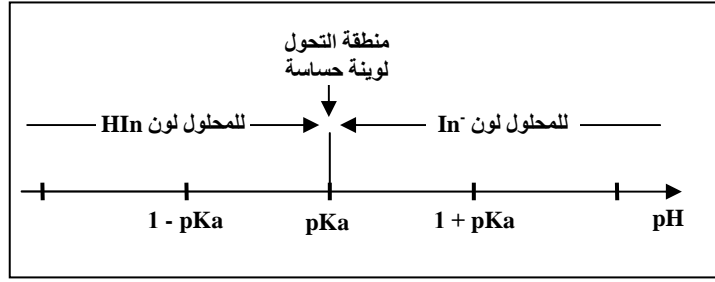 منطقة التحول
لوينة حساسة
للمحلول لون HIn
للمحلول لون In⁻
1 - pKa
pKa
1 + pKa
pH